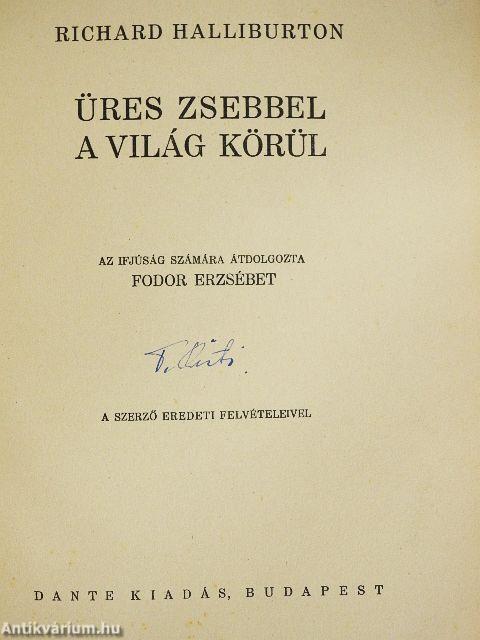 RICHARD HALLIBURTON
ÜRES ZSEBBEL
A VILÁG KÖRÜL
AZ IFJÚSÁG SZÁMÁRA ÁTDOLGOZTA
FODOR ERZSÉBET
A SZERZŐ EREDETI FELVÉTELEIVEL
DANTE KIADÁS, BUDAPEST
Antikvárium.hu